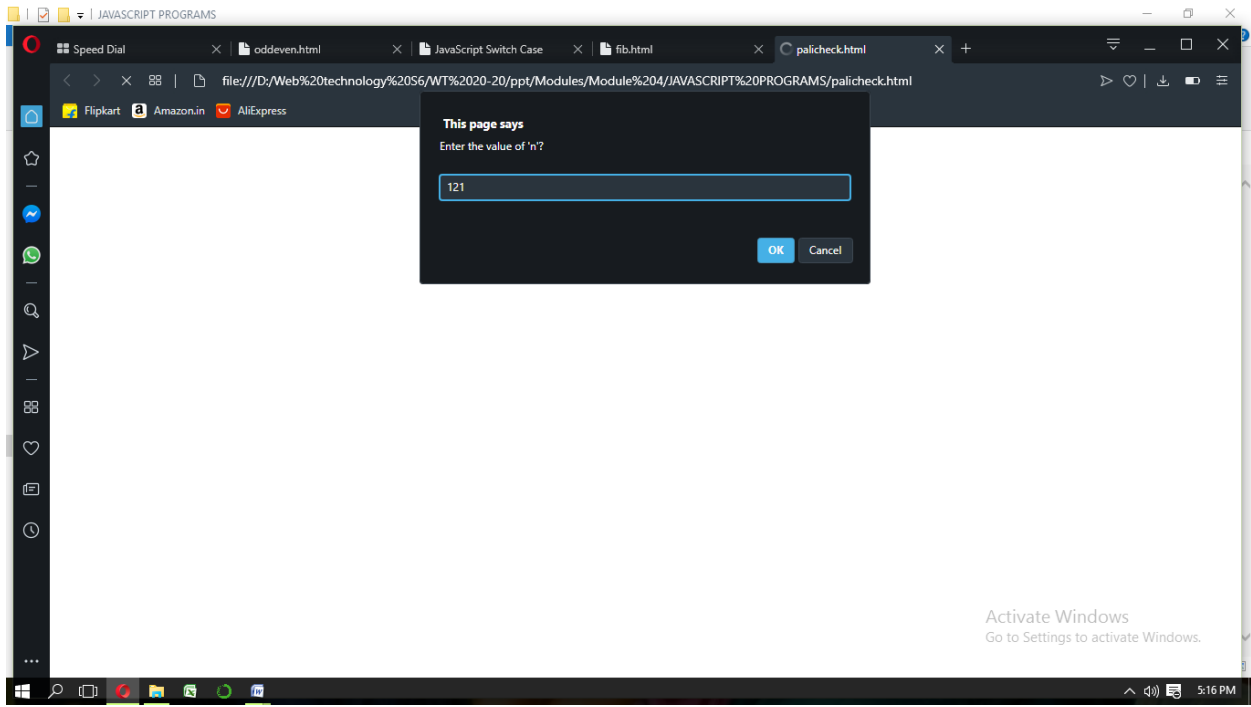 JAVASCRIPT PROGRAMS
Speed Dial
oddeven.html
JavaScript Switch Case
fib.html
palicheck.html
file:///D:/Web%20technology%20S6/WT%2020-20/ppt/Modules/Module%204/JAVASCRIPT%20PROGRAMS/palicheck.html
Flipkart
a Amazon.in
AliExpress
This page says
Enter the value of 'n'?
121
OK
Cancel
Activate Windows
Go to Settings to activate Windows.
5:16 PM